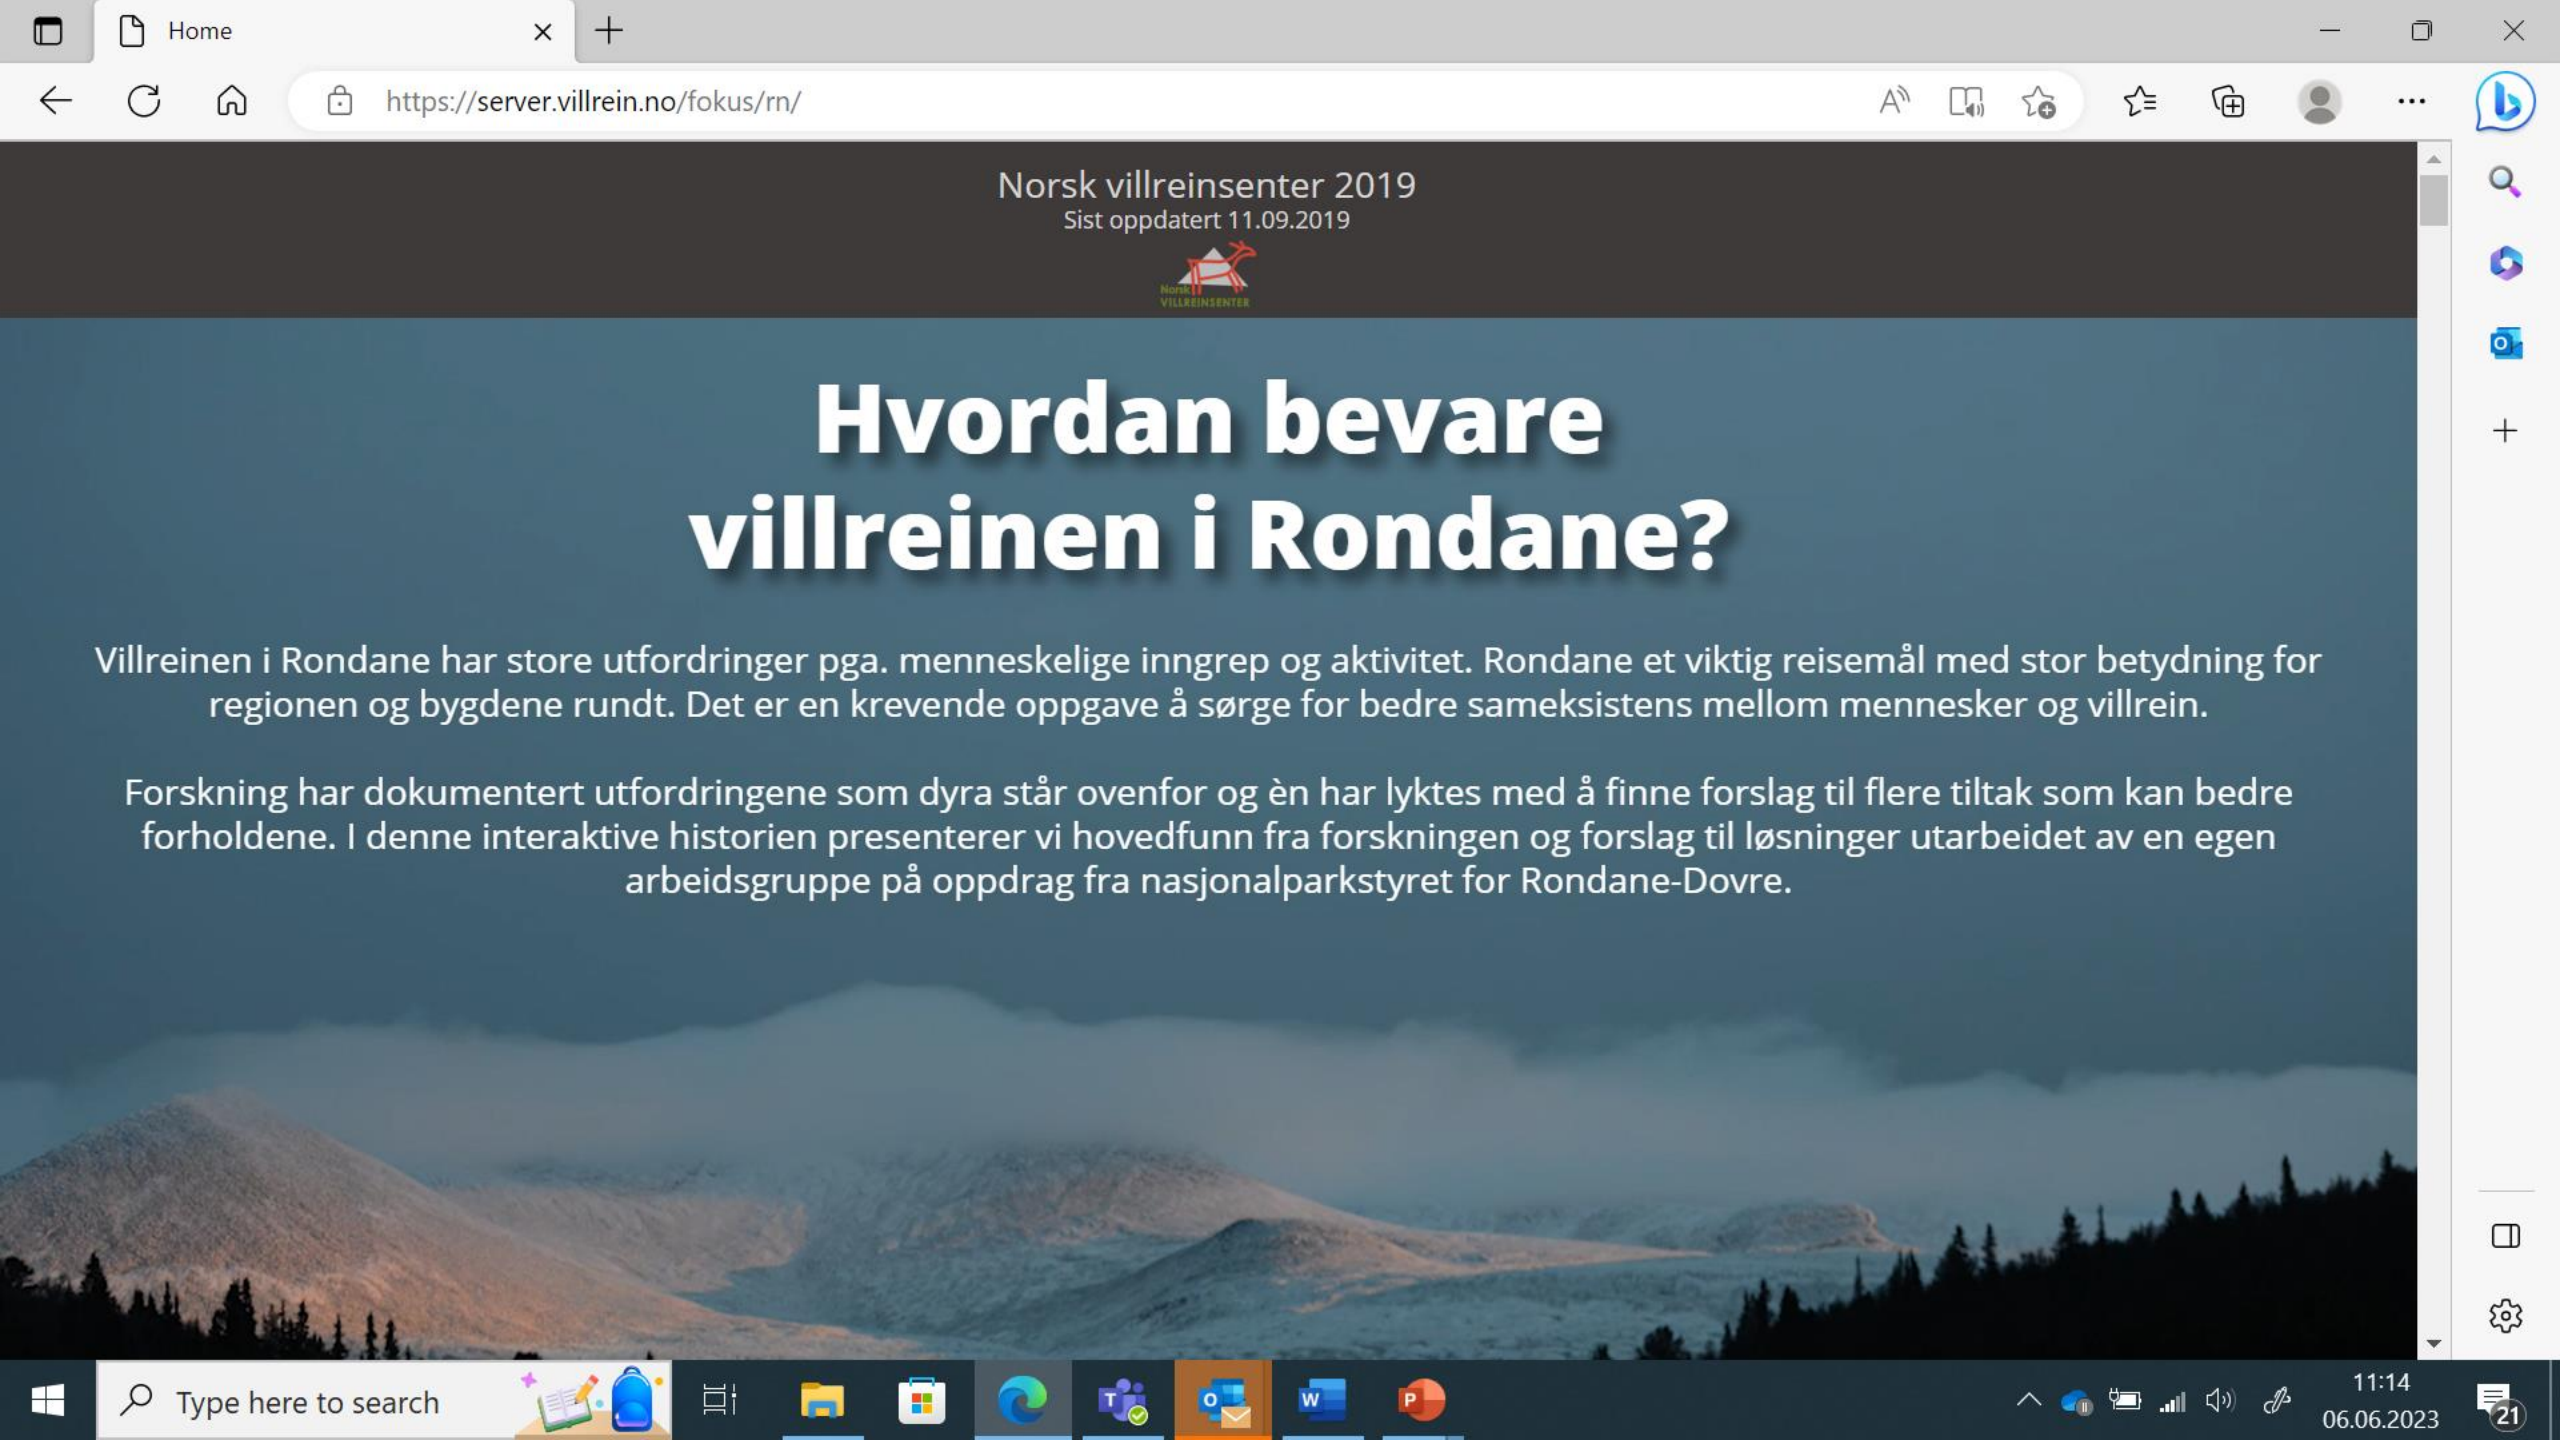 Home
https://server.villrein.no/fokus/rn/
Norsk villreinsenter 2019
Sist oppdatert 11.09.2019
Norsk
VILLREINSENTER
Hvordan bevare
villreinen i Rondane?
Villreinen i Rondane har store utfordringer pga. menneskelige inngrep og aktivitet. Rondane et viktig reisemål med stor betydning for
regionen og bygdene rundt. Det er en krevende oppgave å sørge for bedre sameksistens mellom mennesker og villrein.
Forskning har dokumentert utfordringene som dyra står ovenfor og èn har lyktes med å finne forslag til flere tiltak som kan bedre
forholdene. I denne interaktive historien presenterer vi hovedfunn fra forskningen og forslag til løsninger utarbeidet av en egen
arbeidsgruppe på oppdrag fra nasjonalparkstyret for Rondane-Dovre.
Type here to search
11:14
06.06.2023
21